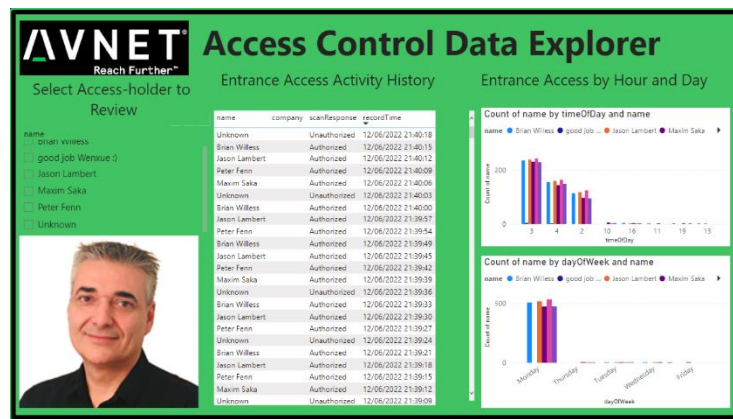 AVNET®
Reach Further™
Access Control Data Explorer
Select Access-holder to
Review
Entrance Access Activity History
Entrance Access by Hour and Day
name
Brian Willess
good job Wenxue :)
Jason Lambert
Maxim Saka
Peter Fenn
Unknown
name company scanResponse recordTime
Unknown Unauthorized 12/06/2022 21:40:18
Brian Willess Authorized 12/06/2022 21:40:15
Jason Lambert Authorized 12/06/2022 21:40:12
Peter Fenn Authorized 12/06/2022 21:40:09
Maxim Saka Authorized 12/06/2022 21:40:06
Unknown Unauthorized 12/06/2022 21:40:03
Brian Willess Authorized 12/06/2022 21:40:00
Jason Lambert Authorized 12/06/2022 21:39:57
Peter Fenn Authorized 12/06/2022 21:39:54
Brian Willess Authorized 12/06/2022 21:39:49
Jason Lambert Authorized 12/06/2022 21:39:45
Peter Fenn Authorized 12/06/2022 21:39:42
Maxim Saka Authorized 12/06/2022 21:39:39
Unknown Unauthorized 12/06/2022 21:39:36
Brian Willess Authorized 12/06/2022 21:39:33
Jason Lambert Authorized 12/06/2022 21:39:30
Peter Fenn Authorized 12/06/2022 21:39:27
Unknown Unauthorized 12/06/2022 21:39:24
Brian Willess Authorized 12/06/2022 21:39:21
Jason Lambert Authorized 12/06/2022 21:39:18
Peter Fenn Authorized 12/06/2022 21:39:15
Maxim Saka Authorized 12/06/2022 21:39:12
Unknown Unauthorized 12/06/2022 21:39:09
Count of name by timeOfDay and name
name Brian Willess good job ... Jason Lambert Maxim Saka
Count of name
200
0
3 4 2 10 16 11 19 13
timeOfDay
Count of name by dayOfWeek and name
name Brian Willess good job ... Jason Lambert Maxim Saka
Count of name
500
0
Monday Thursday Tuesday Wednesday Friday
dayOfWeek